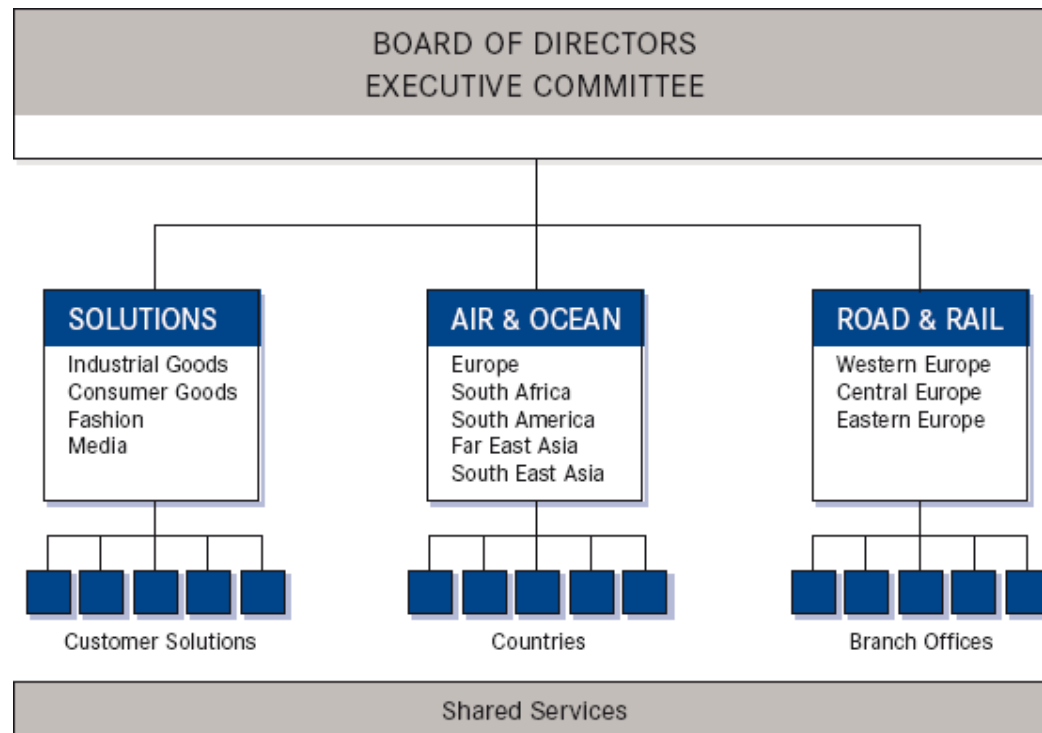 BOARD OF DIRECTORS
EXECUTIVE COMMITTEE
SOLUTIONS
Industrial Goods
Consumer Goods
Fashion
Media
AIR & OCEAN
Europe
South Africa
South America
Far East Asia
South East Asia
ROAD & RAIL
Western Europe
Central Europe
Eastern Europe
Customer Solutions
Countries
Branch Offices
Shared Services